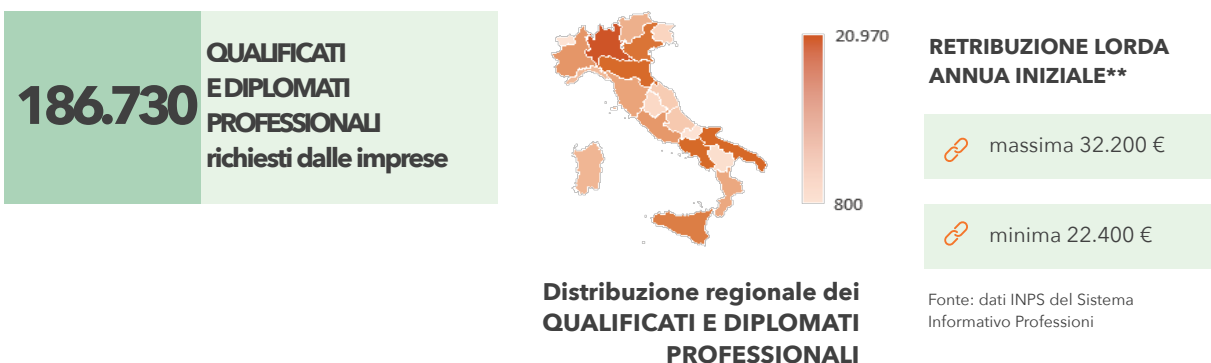 186.730
QUALIFICATI
E DIPLOMATI
PROFESSIONALI
richiesti dalle imprese
20.970
800
Distribuzione regionale dei
QUALIFICATI E DIPLOMATI
PROFESSIONALI
RETRIBUZIONE LORDA
ANNUA INIZIALE**
massima 32.200 €
minima 22.400 €
Fonte: dati INPS del Sistema
Informativo Professioni